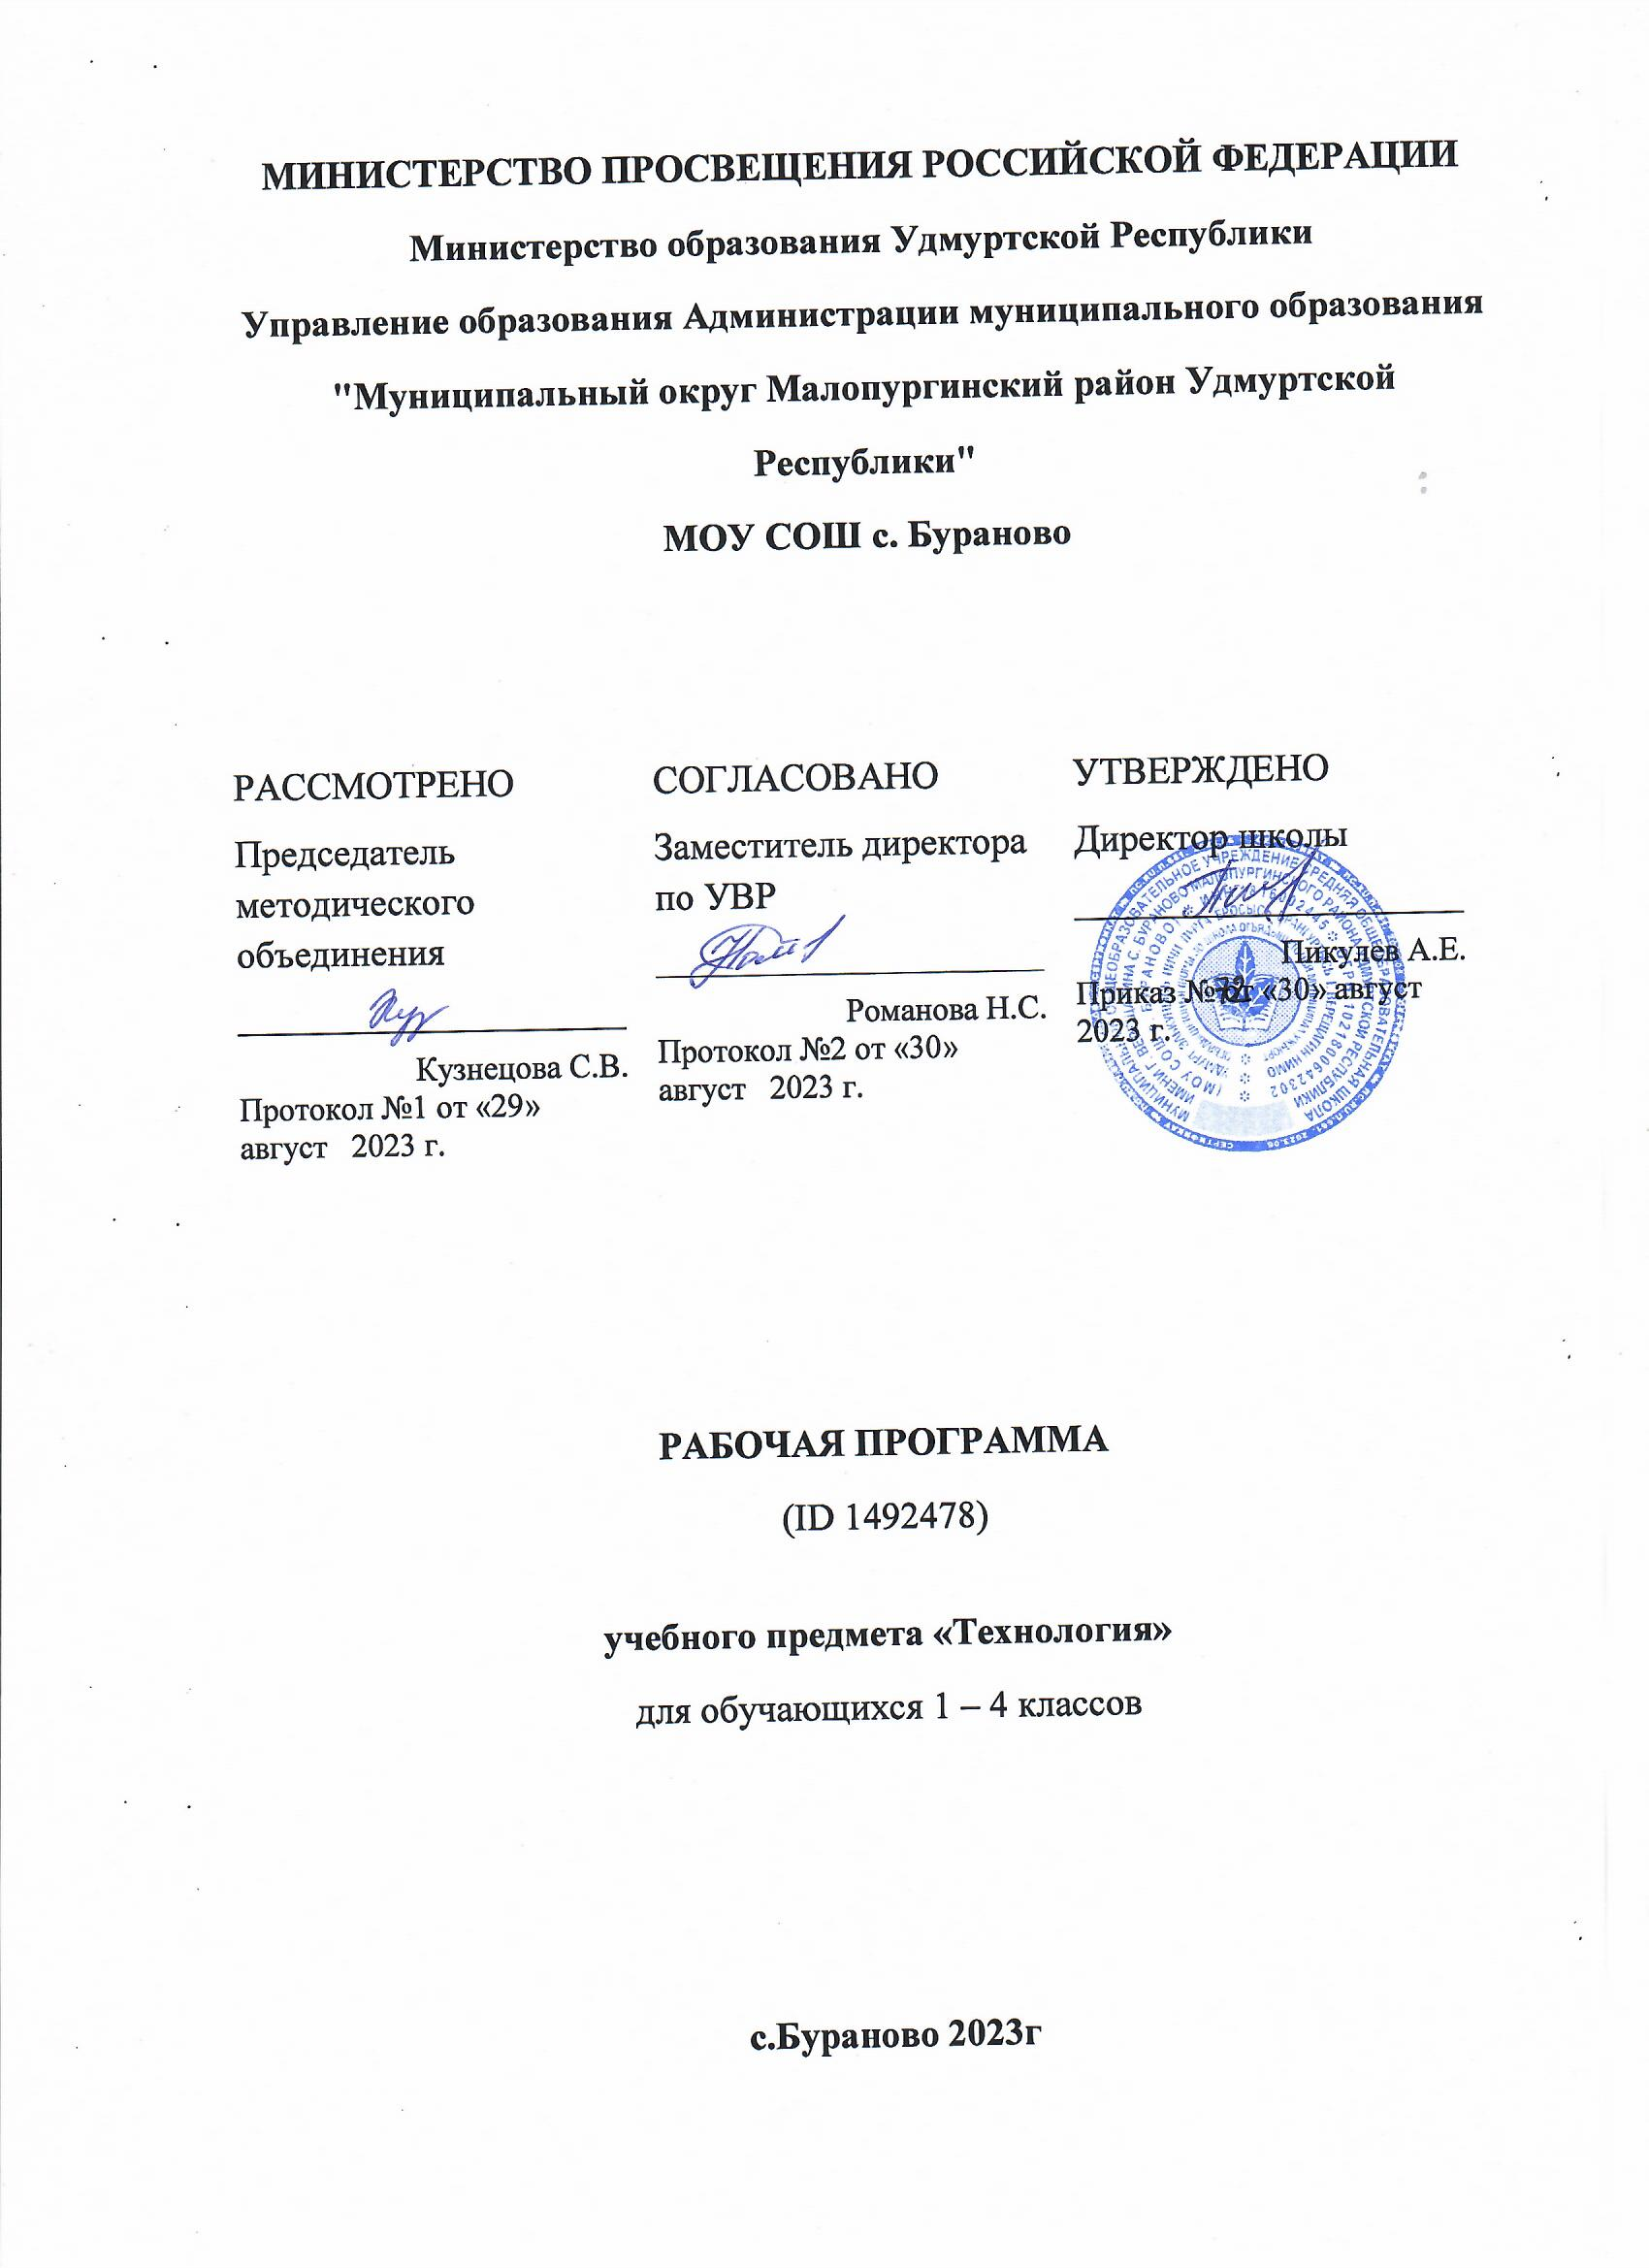 МИНИСТЕРСТВО ПРОСВЕЩЕНИЯ РОССИЙСКОЙ ФЕДЕРАЦИИ
Министерство образования Удмуртской Республики
Управление образования Администрации муниципального образования
"Муниципальный округ Малопургинский район Удмуртской
Республики"
МОУ СОШ с. Бураново
РАССМОТРЕНО
Председатель
методического
объединения
Кузнецова С.В.
Протокол №1 от «29»
август 2023 г.
СОГЛАСОВАНО
Заместитель директора
по УВР
Романова Н.С.
Протокол №2 от «30»
август 2023 г.
УТВЕРЖДЕНО
Директор школы
Пикулев А.Е.
Приказ № от «30» август
2023 г.
РАБОЧАЯ ПРОГРАММА
(ID 1492478)
учебного предмета «Технология»
для обучающихся 1 – 4 классов
с.Бураново 2023г